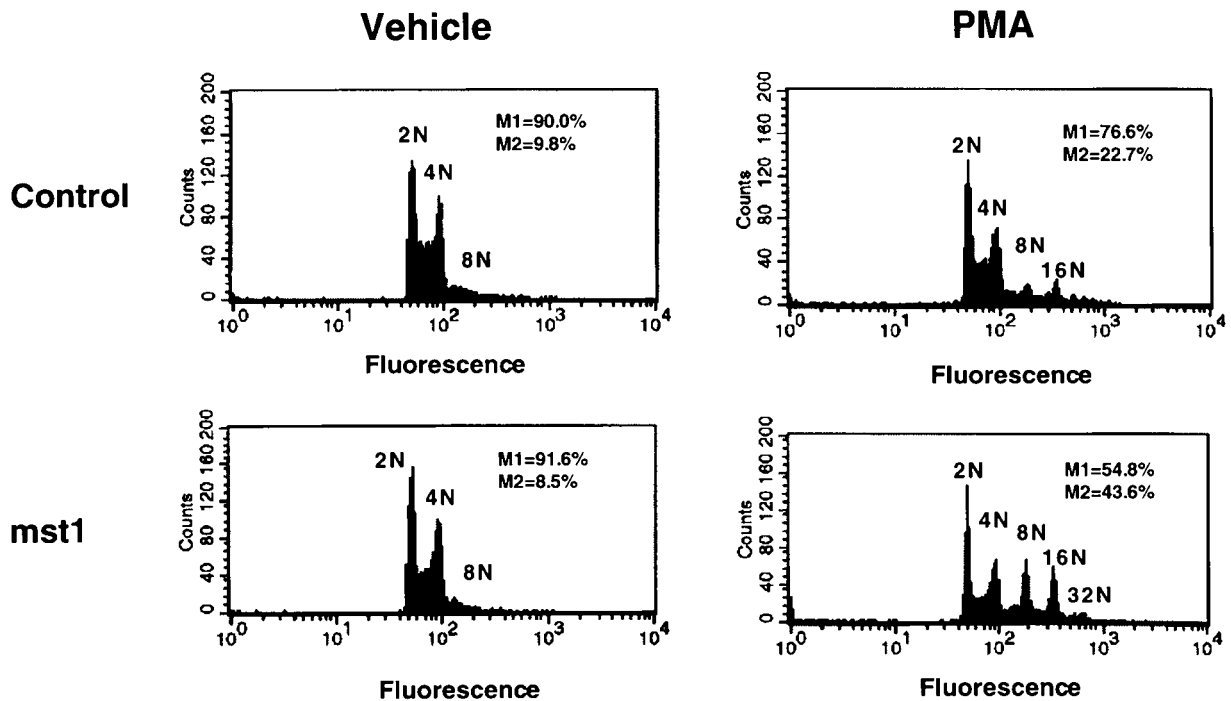 Vehicle
PMA
Control
Counts
200
160
120
80
40
0
2N
4N
8N
M1=90.0%
M2=9.8%
10^0 10^1 10^2 10^3 10^4
Fluorescence
Counts
200
160
120
80
40
0
2N
4N
8N
16N
M1=76.6%
M2=22.7%
10^0 10^1 10^2 10^3 10^4
Fluorescence
mst1
Counts
200
160
120
80
40
0
2N
4N
8N
M1=91.6%
M2=8.5%
10^0 10^1 10^2 10^3 10^4
Fluorescence
Counts
200
160
120
80
40
0
2N
4N
8N
16N
32N
M1=54.8%
M2=43.6%
10^0 10^1 10^2 10^3 10^4
Fluorescence